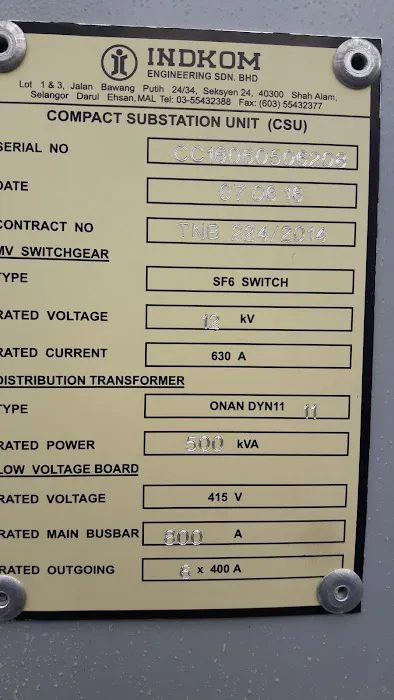 INDKOM
ENGINEERING SDN. BHD
Lot 1 & 3, Jalan Bawang Putih 24/34, Seksyen 24, 40300 Shah Alam,
Selangor Darul Ehsan, MAL Tel: 03-55432388 Fax: (603) 55432377
COMPACT SUBSTATION UNIT (CSU)
SERIAL NO
DATE 07 06 16
CONTRACT NO TNB 224/2014
MV SWITCHGEAR
TYPE SF6 SWITCH
RATED VOLTAGE 12 kV
RATED CURRENT 630 A
DISTRIBUTION TRANSFORMER
TYPE ONAN DYN11 11
RATED POWER 500 kVA
LOW VOLTAGE BOARD
RATED VOLTAGE 415 V
RATED MAIN BUSBAR 800 A
RATED OUTGOING x 400 A